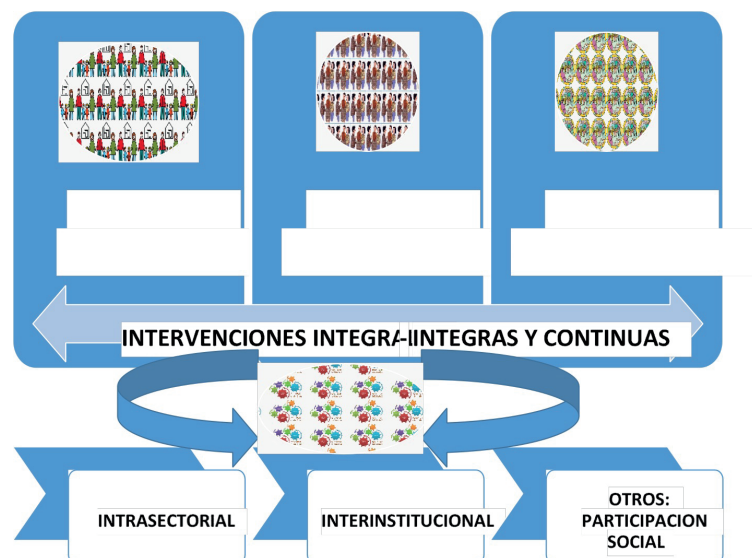 INTERVENCIONES INTEGRA-IINTEGRAS Y CONTINUAS
INTRASECTORIAL
INTERINSTITUCIONAL
OTROS:
PARTICIPACION
SOCIAL